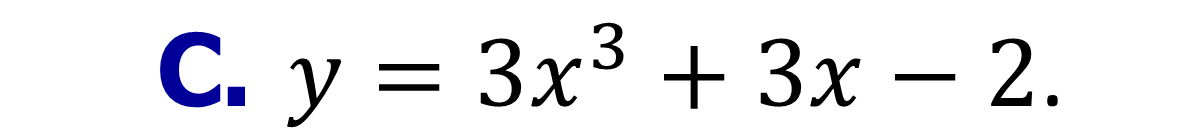 C. y = 3x³ + 3x − 2.